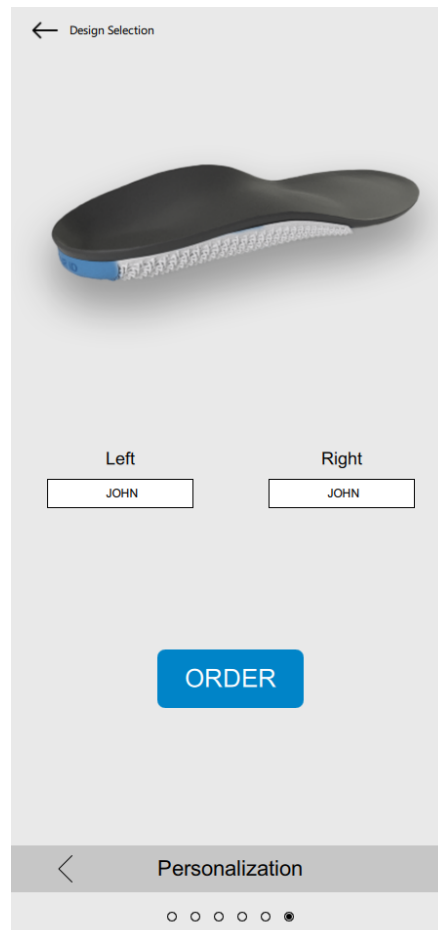 Design Selection
Left Right
JOHN JOHN
ORDER
Personalization